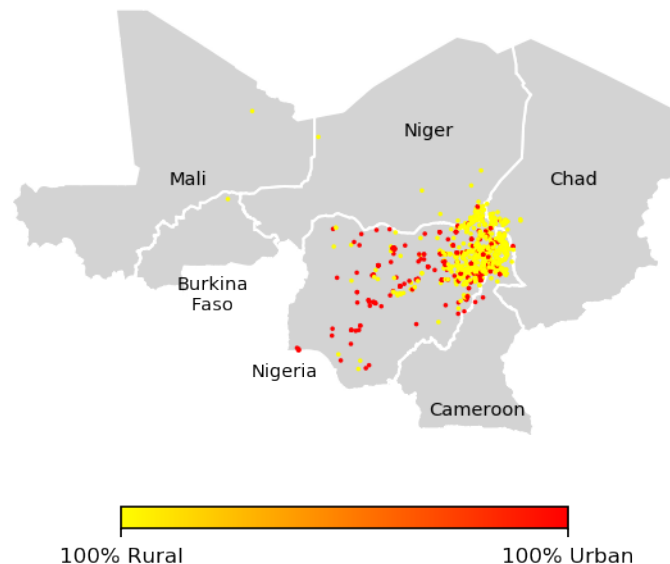 Niger
Mali
Chad
Burkina
Faso
Nigeria
Cameroon
100% Rural
100% Urban